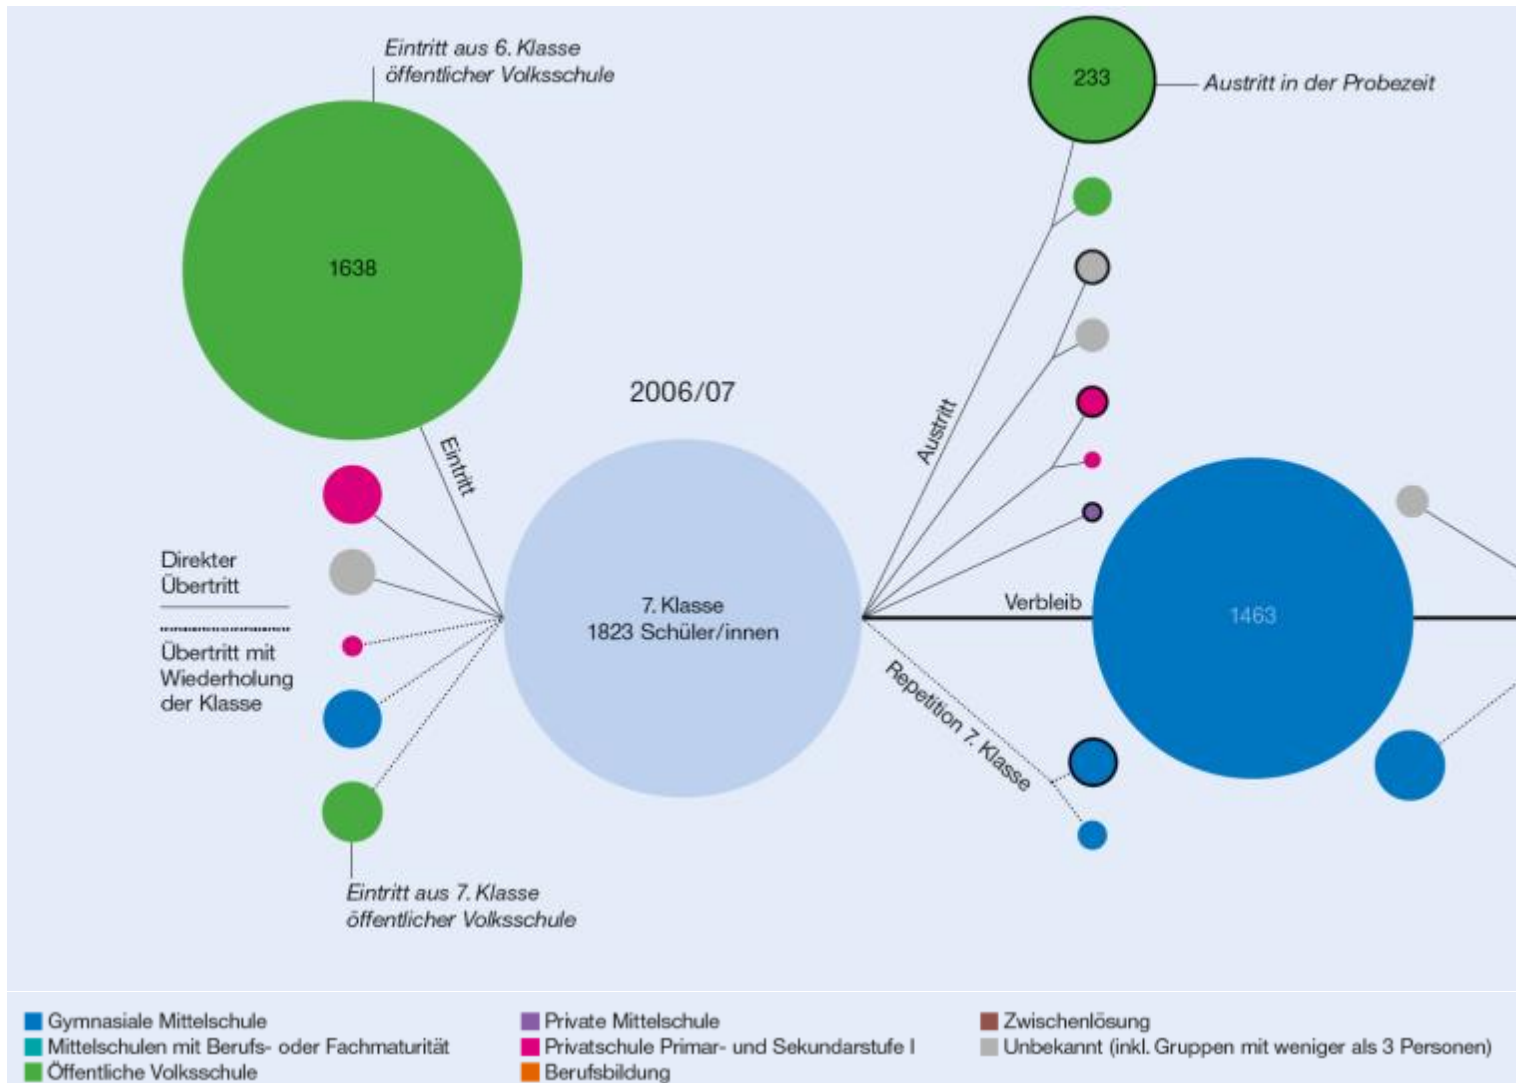 Eintritt aus 6. Klasse
öffentlicher Volksschule
233
Austritt in der Probezeit
1638
2006/07
Eintritt
Austritt
Direkter
Übertritt
Übertritt mit
Wiederholung
der Klasse
7. Klasse
1823 Schüler/innen
Verbleib
1463
Repetition 7. Klasse
Eintritt aus 7. Klasse
öffentlicher Volksschule
Gymnasiale Mittelschule
Mittelschulen mit Berufs- oder Fachmaturität
Öffentliche Volksschule
Private Mittelschule
Privatschule Primar- und Sekundarstufe I
Berufsbildung
Zwischenlösung
Unbekannt (inkl. Gruppen mit weniger als 3 Personen)